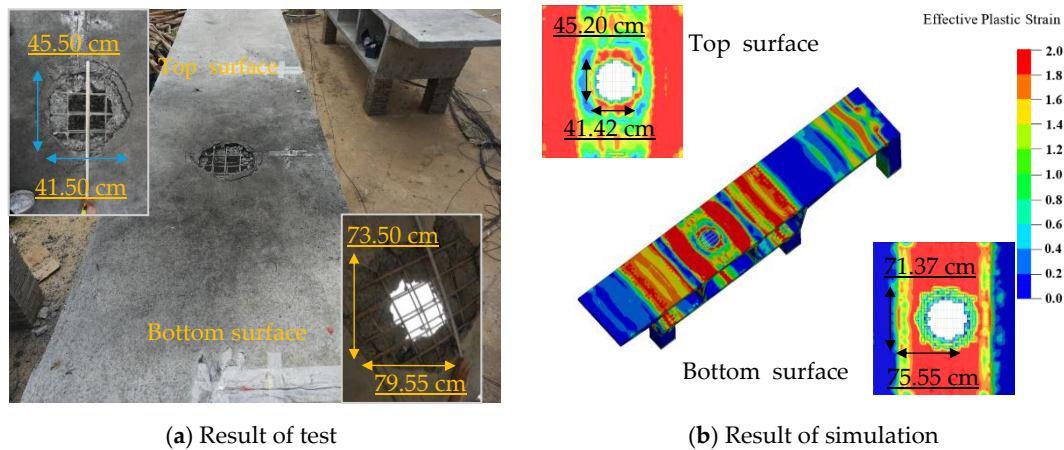 45.50 cm
Top surface
41.50 cm
73.50 cm
Bottom surface
79.55 cm
(a) Result of test
45.20 cm
Top surface
41.42 cm
Effective Plastic Strain
2.0
1.8
1.6
1.4
1.2
1.0
0.8
0.6
0.4
0.2
0.0
71.37 cm
Bottom surface
75.55 cm
(b) Result of simulation